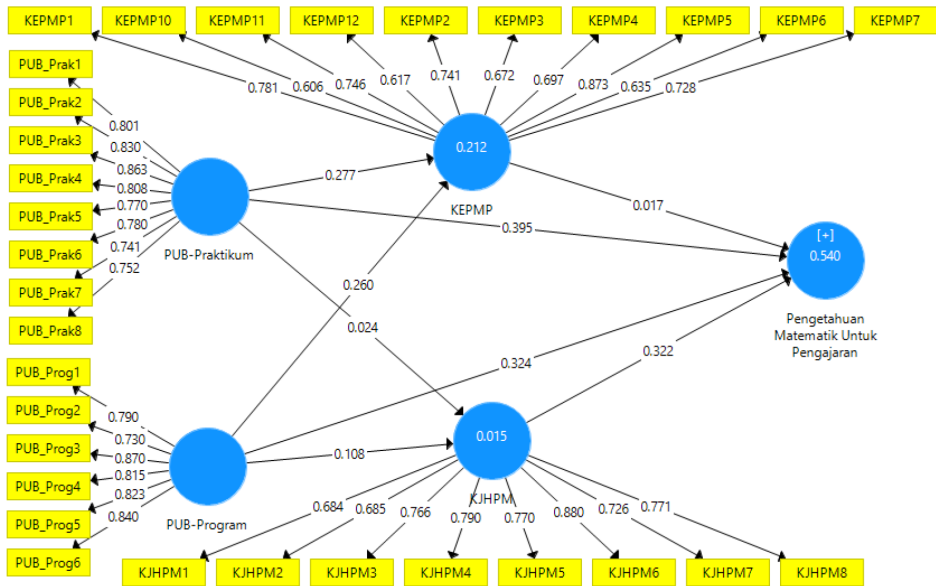 KEPMP1
KEPMP10
KEPMP11
KEPMP12
KEPMP2
KEPMP3
KEPMP4
KEPMP5
KEPMP6
KEPMP7
0.781
0.606
0.746
0.617
0.741
0.672
0.697
0.873
0.635
0.728
0.212
KEPMP
PUB_Prak1
PUB_Prak2
PUB_Prak3
PUB_Prak4
PUB_Prak5
PUB_Prak6
PUB_Prak7
PUB_Prak8
0.801
0.830
0.863
0.808
0.770
0.780
0.741
0.752
PUB-Praktikum
0.277
0.395
0.017
0.260
0.024
0.324
0.322
0.108
[+]
0.540
Pengetahuan
Matematik Untuk
Pengajaran
PUB_Prog1
PUB_Prog2
PUB_Prog3
PUB_Prog4
PUB_Prog5
PUB_Prog6
0.790
0.730
0.870
0.815
0.823
0.840
PUB-Program
0.015
KJHPM
0.684
0.685
0.766
0.790
0.770
0.880
0.726
0.771
KJHPM1
KJHPM2
KJHPM3
KJHPM4
KJHPM5
KJHPM6
KJHPM7
KJHPM8